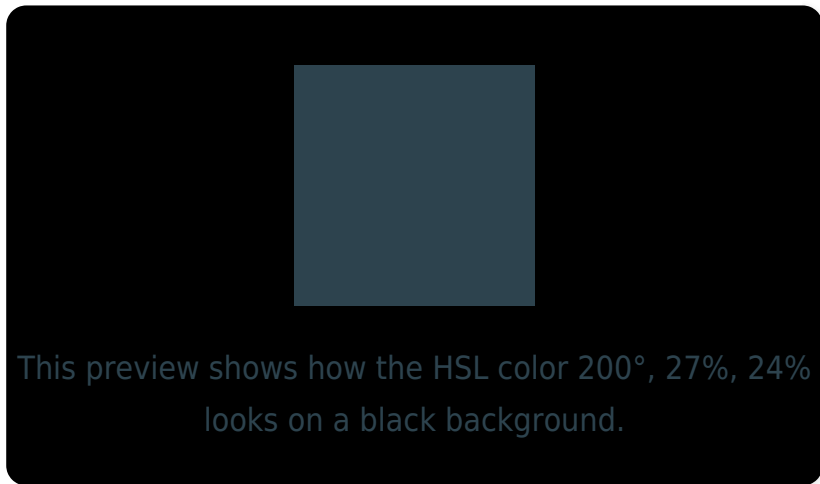 This preview shows how the HSL color 200°, 27%, 24%
looks on a black background.